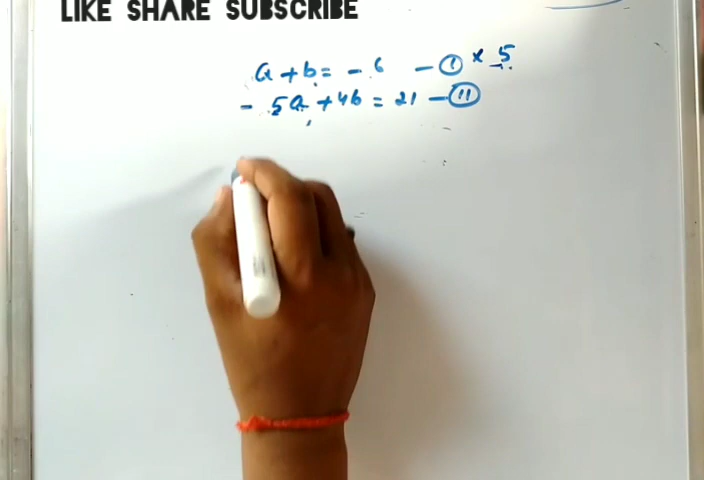 LIKE SHARE SUBSCRIBE
a + b = - 6 - ① × 5
- 5a + 4b = 21 - ⑪